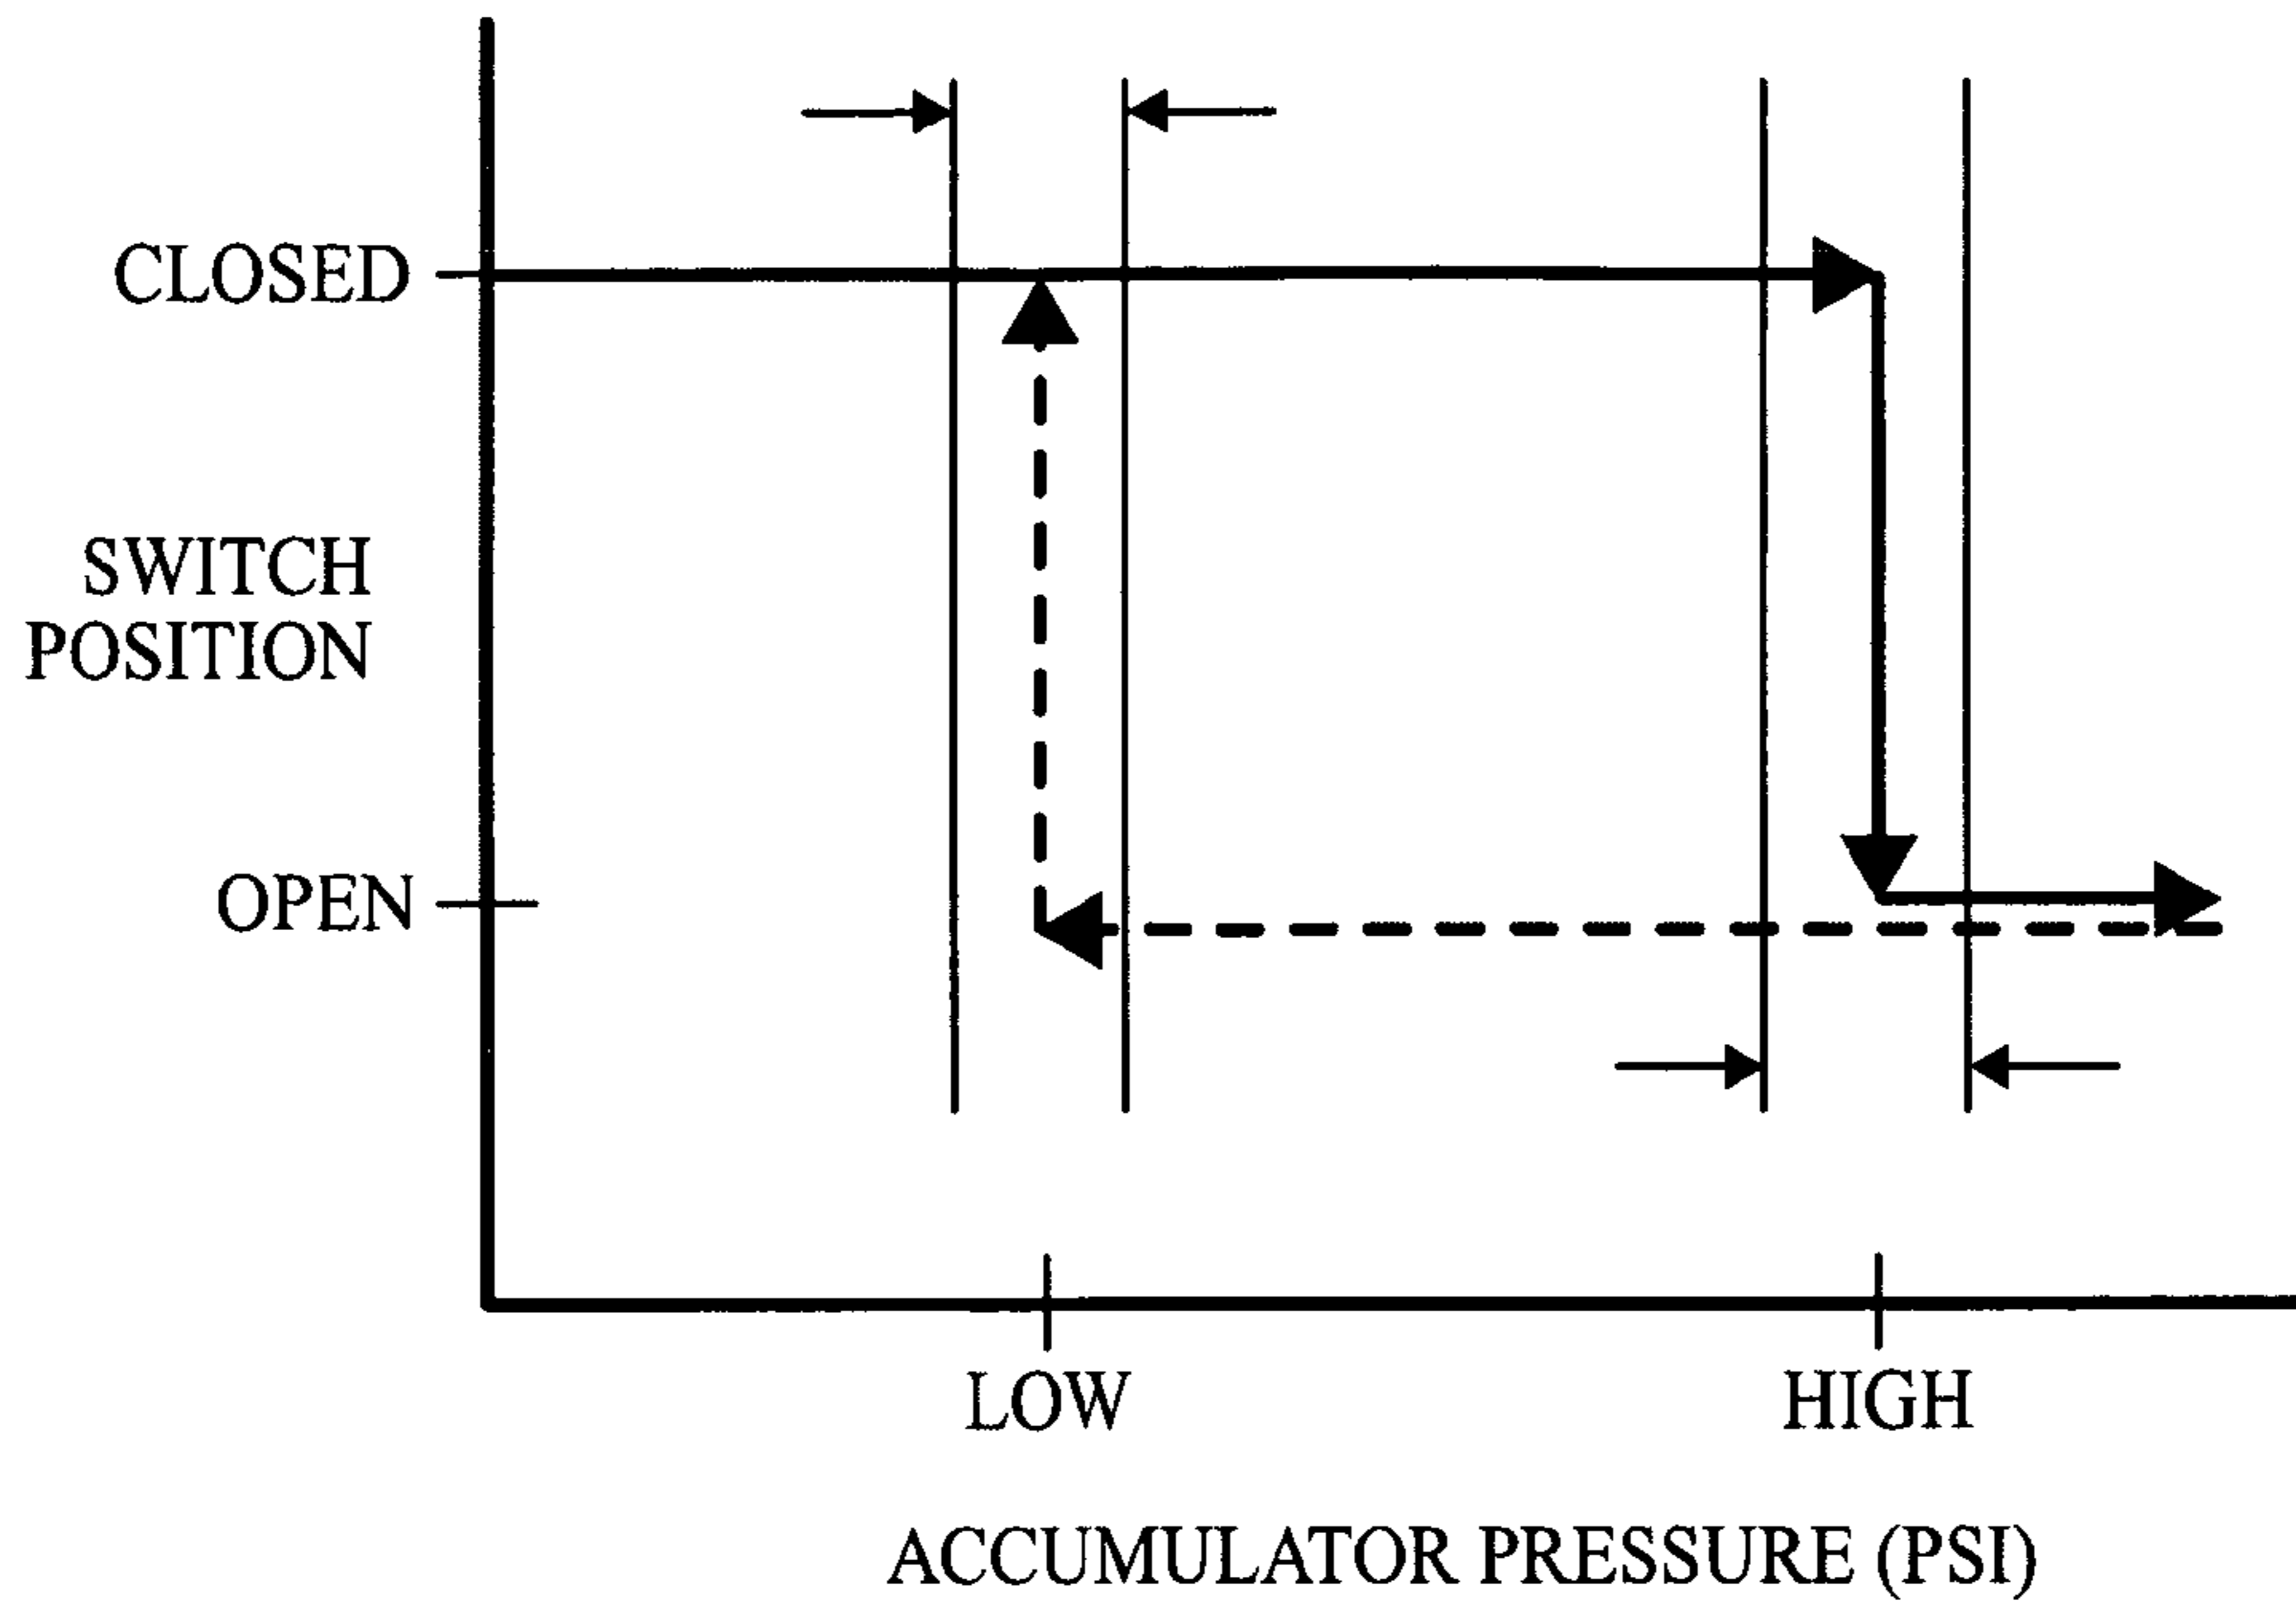 CLOSED
SWITCH
POSITION
OPEN
LOW
HIGH
ACCUMULATOR PRESSURE (PSI)